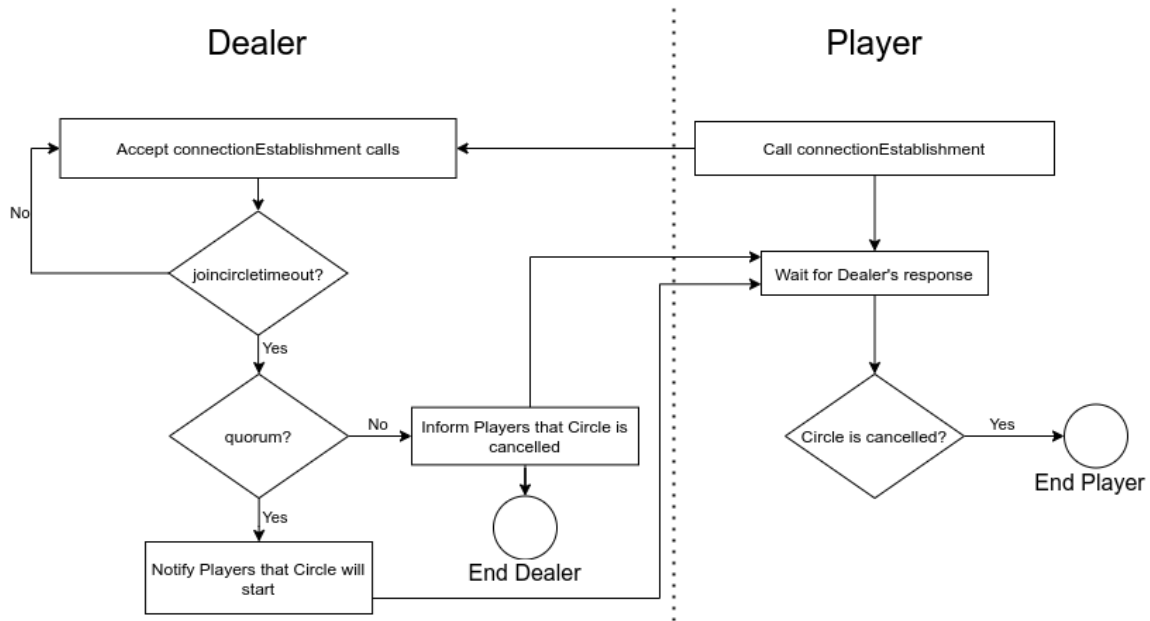 Dealer
Player
Accept connectionEstablishment calls
Call connectionEstablishment
No
joincircletimeout?
Wait for Dealer's response
Yes
quorum?
No
Inform Players that Circle is
cancelled
Circle is cancelled?
Yes
End Player
Yes
Notify Players that Circle will
start
End Dealer